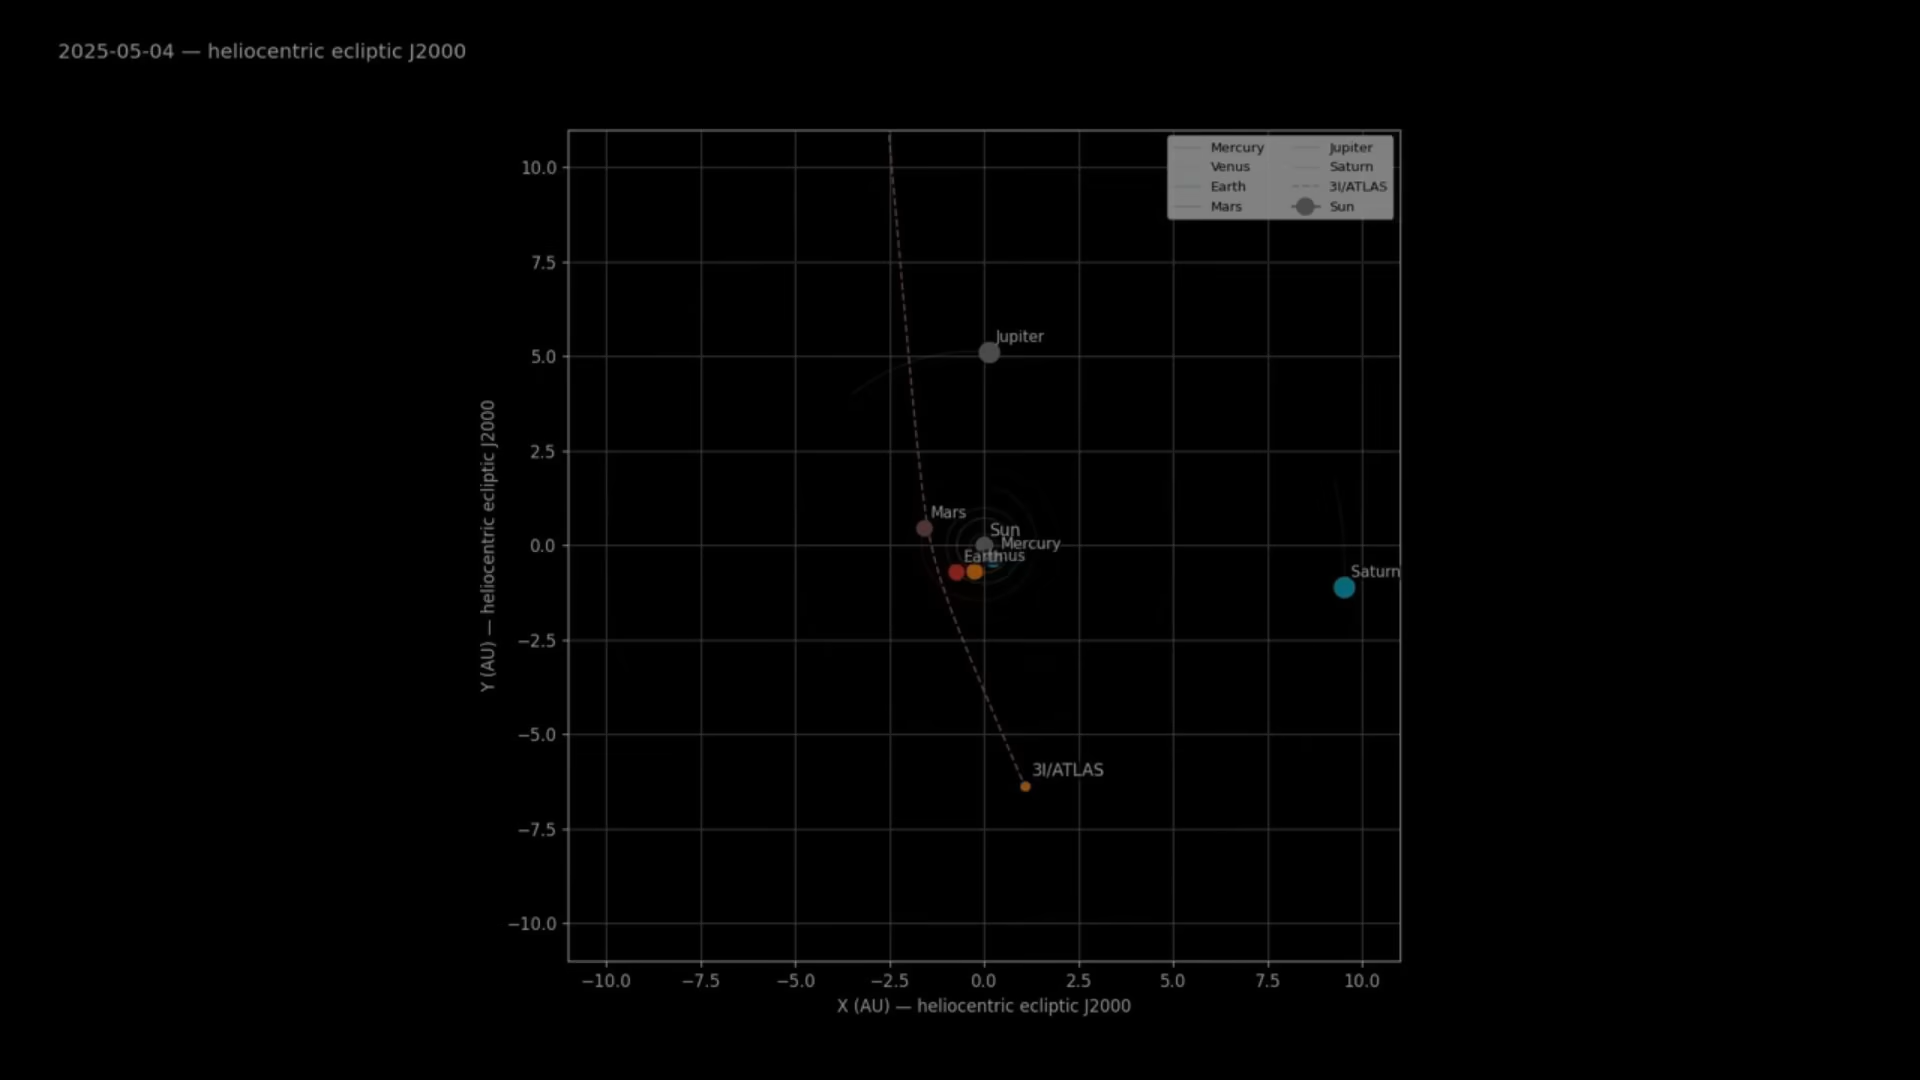 2025-05-04 — heliocentric ecliptic J2000
Mercury
Venus
Earth
Mars
Jupiter
Saturn
3I/ATLAS
Sun
10.0
7.5
5.0
2.5
0.0
−2.5
−5.0
−7.5
−10.0
Y (AU) — heliocentric ecliptic J2000
Jupiter
Mars
Sun
Mercury
Earth
Saturn
3I/ATLAS
−10.0 −7.5 −5.0 −2.5 0.0 2.5 5.0 7.5 10.0
X (AU) — heliocentric ecliptic J2000